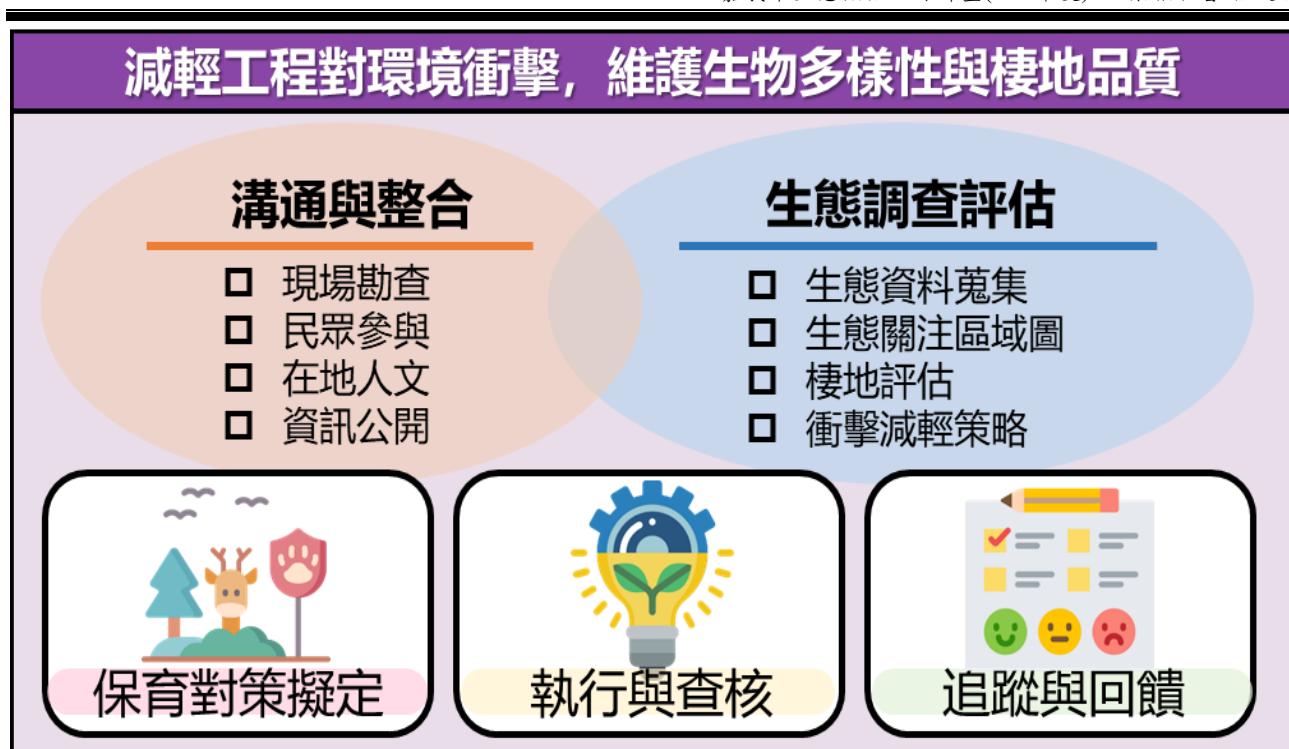 減輕工程對環境衝擊，維護生物多樣性與棲地品質
溝通與整合
現場勘查
民眾參與
在地人文
資訊公開
生態調查評估
生態資料蒐集
生態關注區域圖
棲地評估
衝擊減輕策略
保育對策擬定
執行與查核
追蹤與回饋